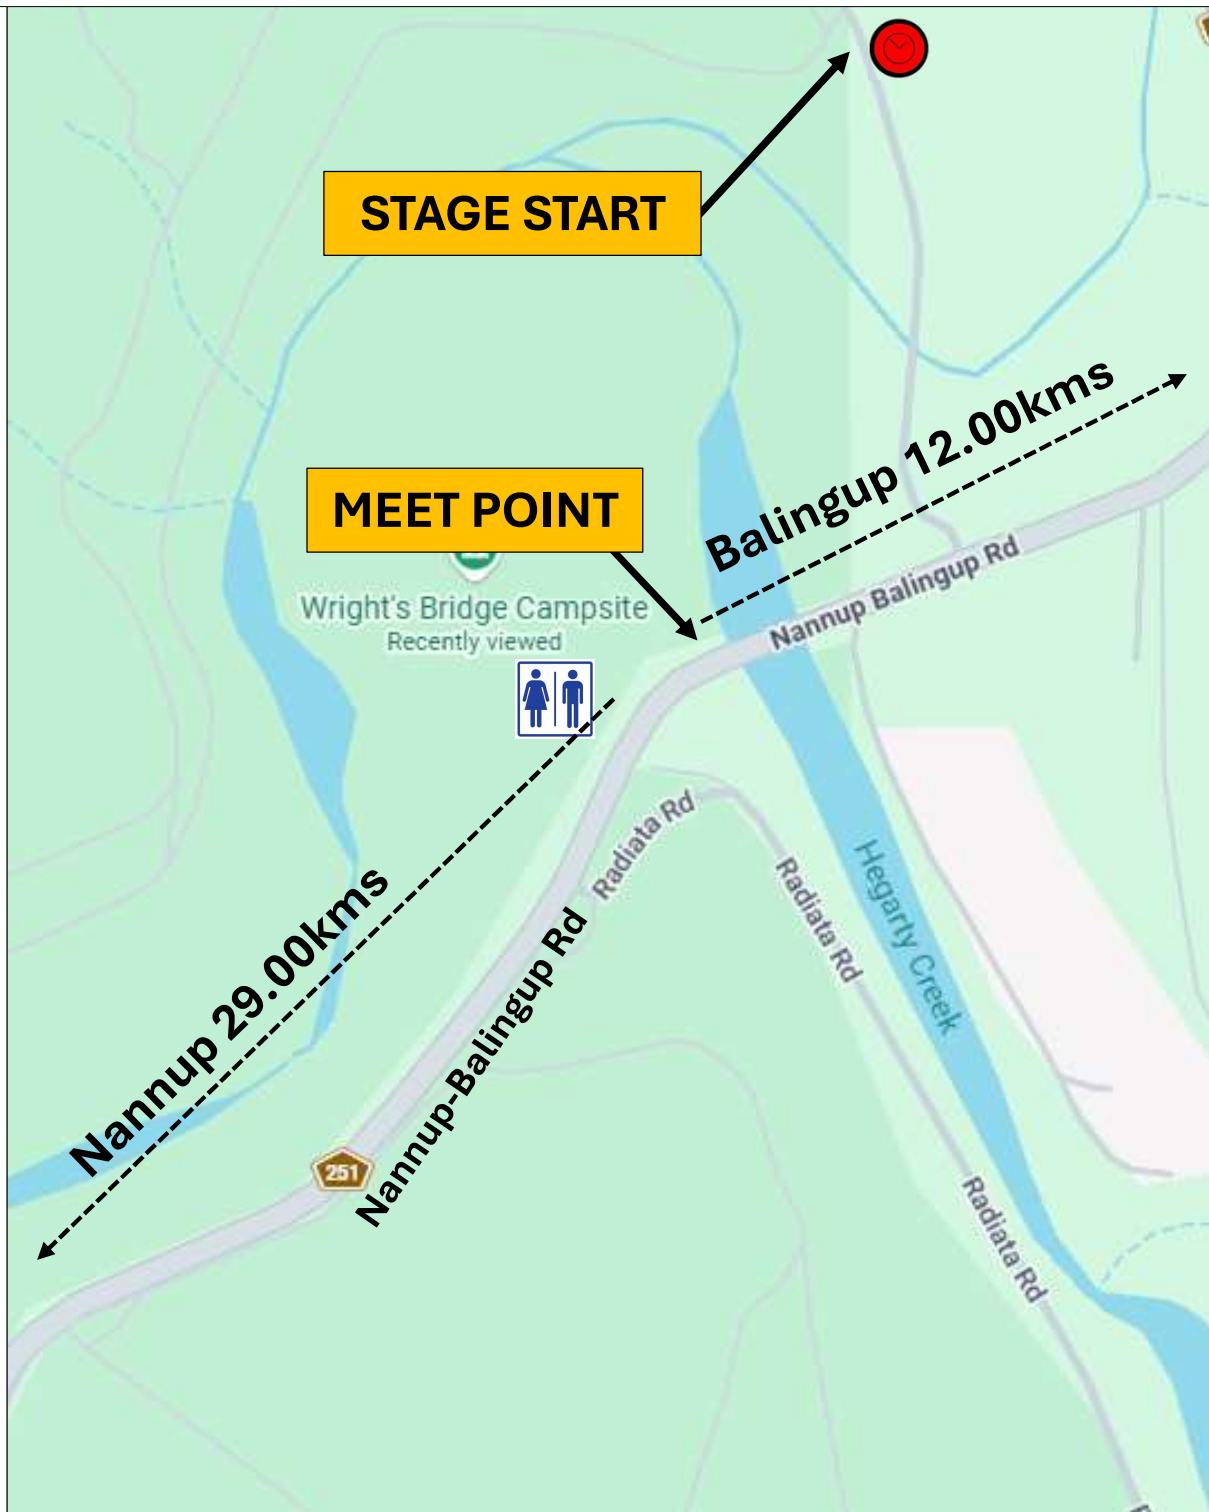 STAGE START
Balingup 12.00kms
MEET POINT
Nannup Balingup Rd
Wright's Bridge Campsite
Recently viewed
Radiata Rd
Radiata Rd
Hegarty Creek
Nannup 29.00kms
Nannup-Balingup Rd
251
Radiata Rd